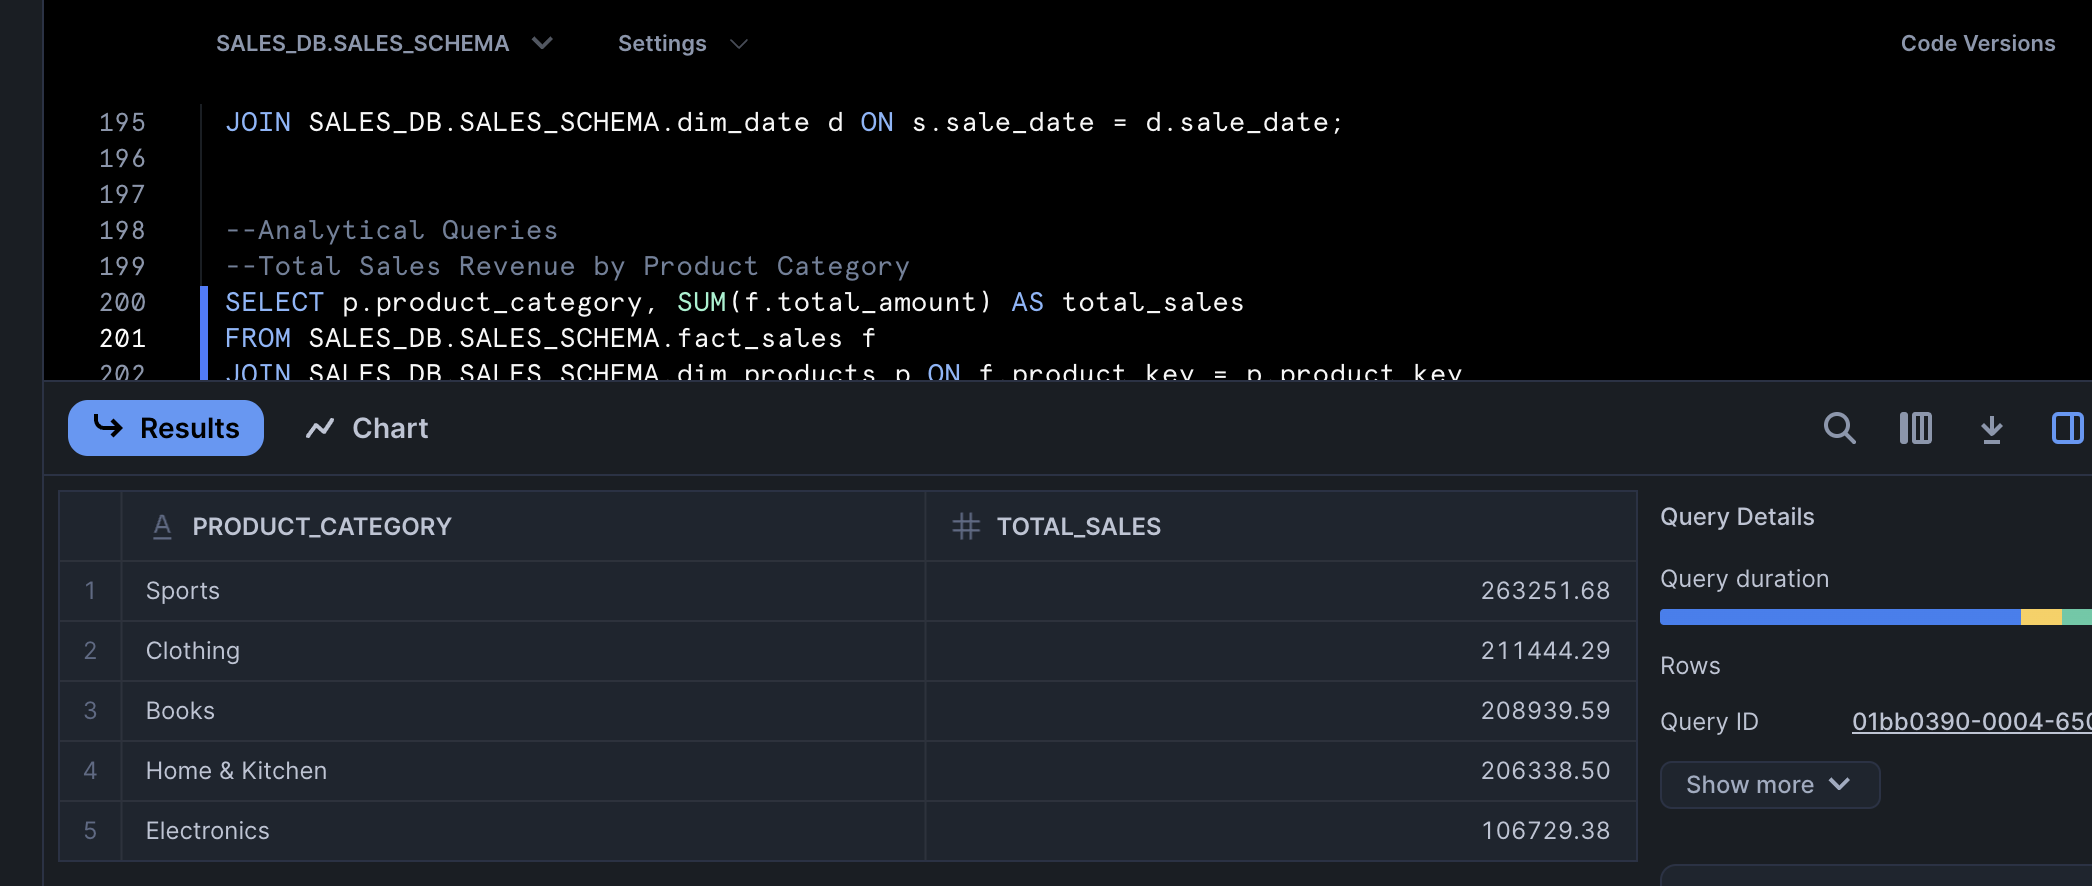 SALES_DB.SALES_SCHEMA Settings Code Versions
195 JOIN SALES_DB.SALES_SCHEMA.dim_date d ON s.sale_date = d.sale_date;
196
197
198 --Analytical Queries
199 --Total Sales Revenue by Product Category
200 SELECT p.product_category, SUM(f.total_amount) AS total_sales
201 FROM SALES_DB.SALES_SCHEMA.fact_sales f
202 JOIN SALES_DB.SALES_SCHEMA.dim_products p ON f.product_key = p.product_key
Results Chart
PRODUCT_CATEGORY TOTAL_SALES
1 Sports 263251.68
2 Clothing 211444.29
3 Books 208939.59
4 Home & Kitchen 206338.50
5 Electronics 106729.38
Query Details
Query duration
Rows
Query ID 01bb0390-0004-650
Show more